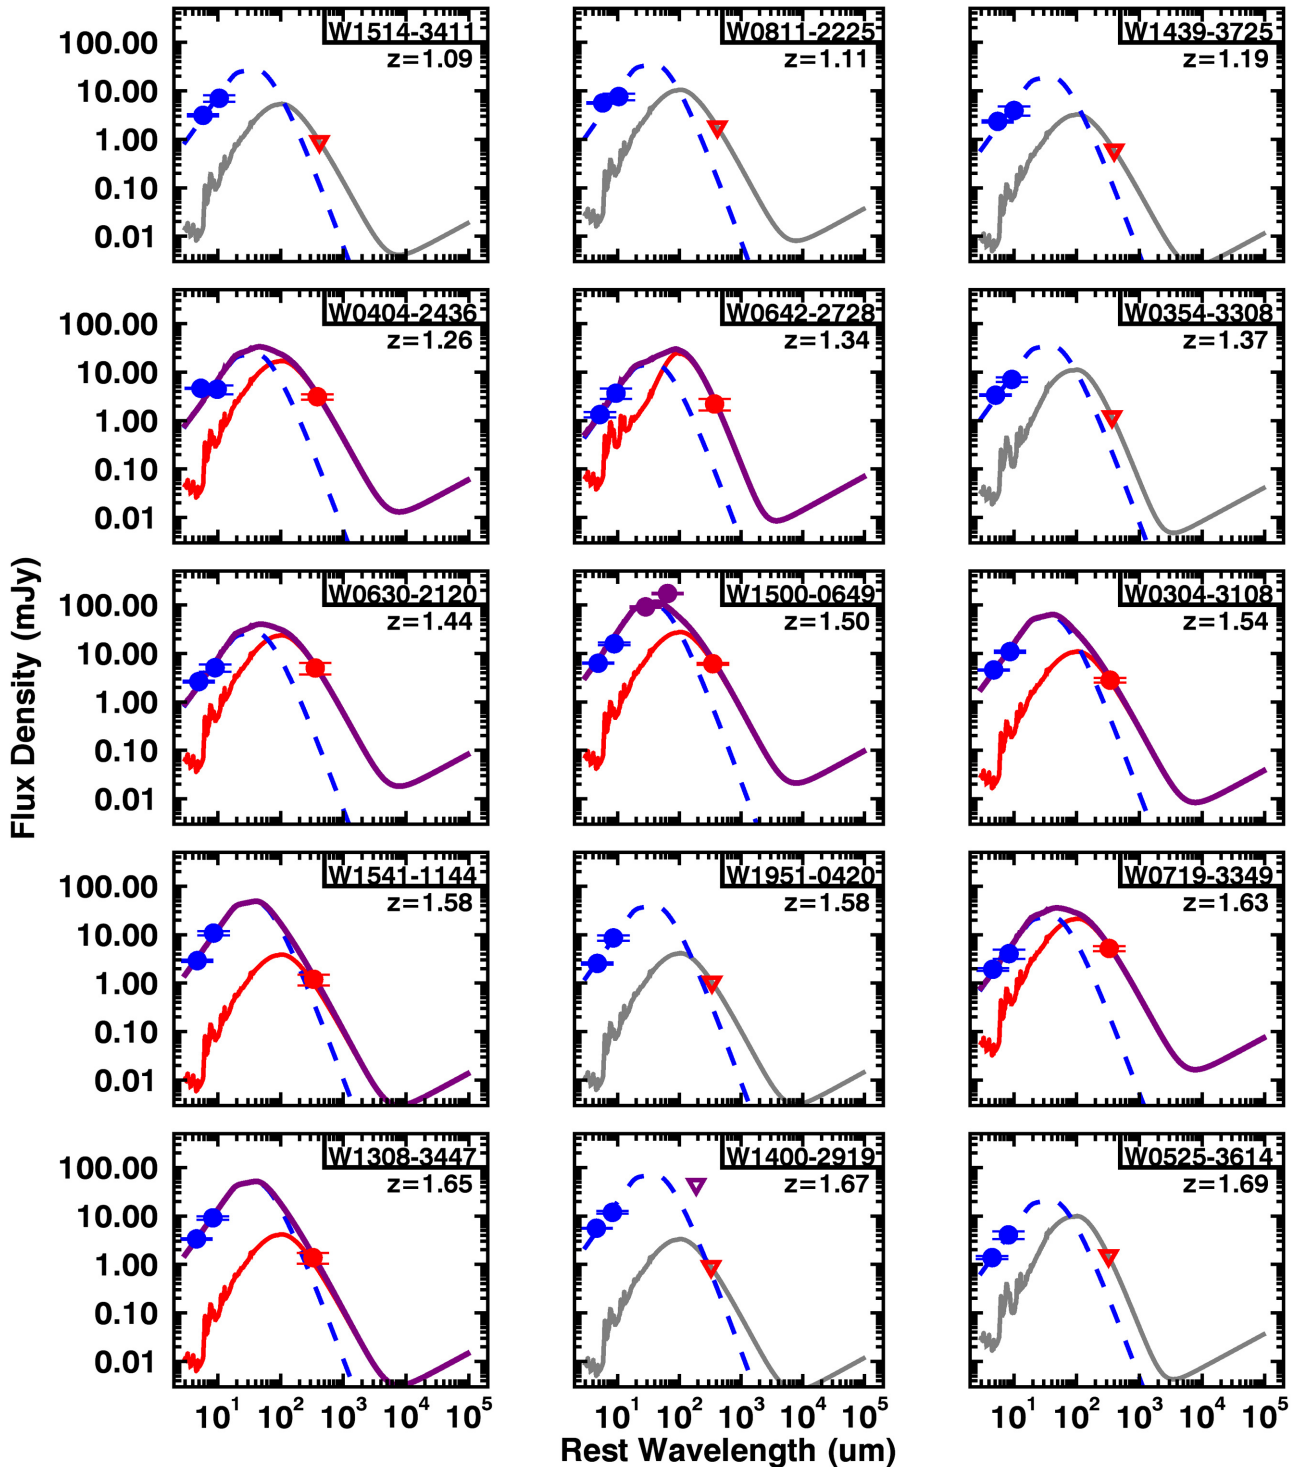 W1514-3411
z=1.09
W0811-2225
z=1.11
W1439-3725
z=1.19
100.00
10.00
1.00
0.10
0.01
W0404-2436
z=1.26
W0642-2728
z=1.34
W0354-3308
z=1.37
100.00
10.00
1.00
0.10
0.01
W0630-2120
z=1.44
W1500-0649
z=1.50
W0304-3108
z=1.54
100.00
10.00
1.00
0.10
0.01
Flux Density (mJy)
W1541-1144
z=1.58
W1951-0420
z=1.58
W0719-3349
z=1.63
100.00
10.00
1.00
0.10
0.01
W1308-3447
z=1.65
W1400-2919
z=1.67
W0525-3614
z=1.69
100.00
10.00
1.00
0.10
0.01
10^1 10^2 10^3 10^4 10^5
10^1 10^2 10^3 10^4 10^5
10^1 10^2 10^3 10^4 10^5
Rest Wavelength (um)